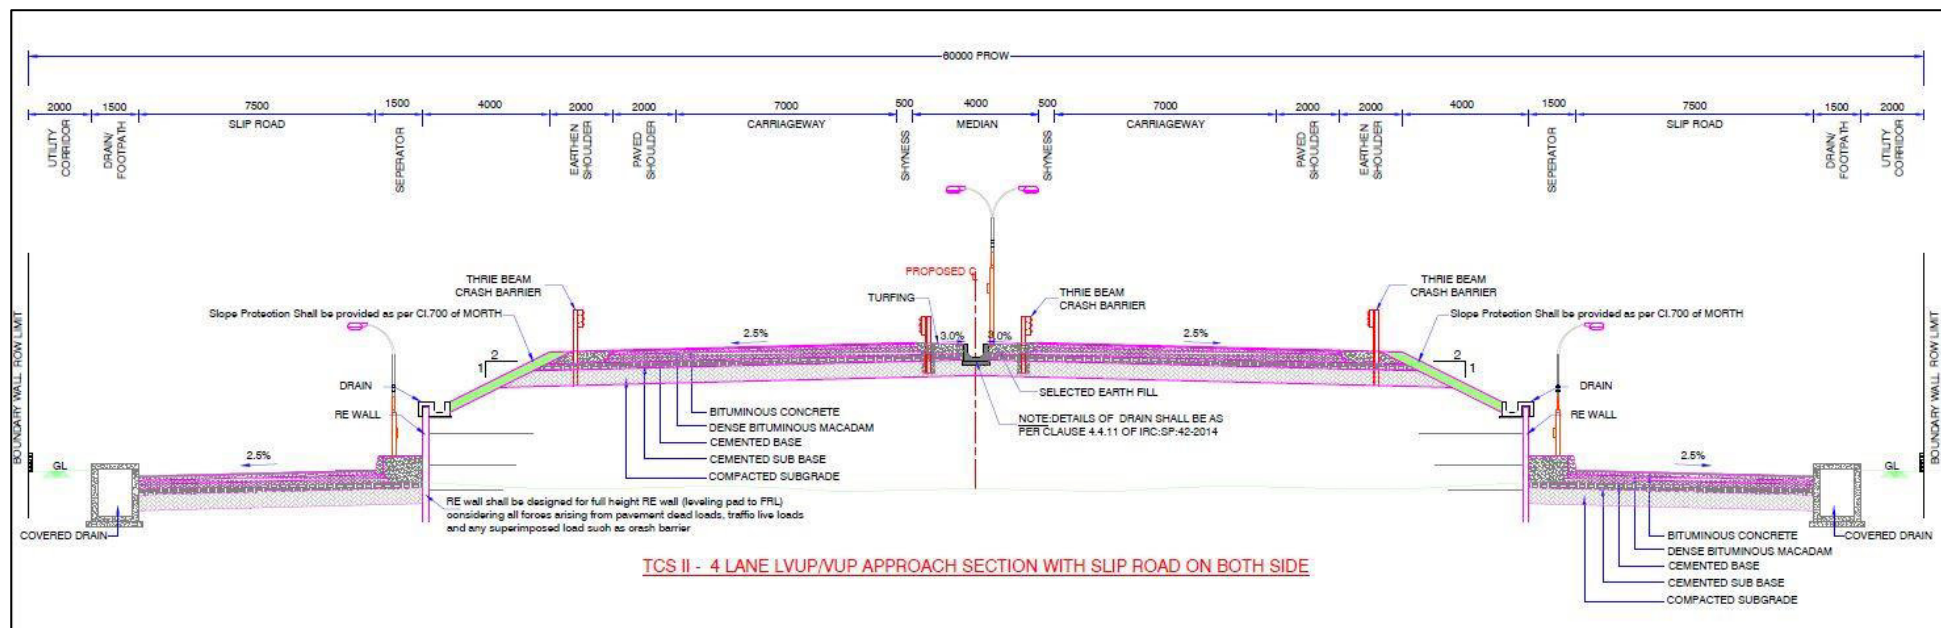 60000 PROW
2000
1500
7500
1500
4000
2000
2000
7000
500
4000
500
7000
2000
2000
4000
1500
7500
1500
2000
UTILITY
CORRIDOR
DRAIN/
FOOTPATH
SLIP ROAD
SEPERATOR
EARTHEN
SHOULDER
PAVED
SHOULDER
CARRIAGEWAY
SHYNESS
MEDIAN
SHYNESS
CARRIAGEWAY
PAVED
SHOULDER
EARTHEN
SHOULDER
SEPERATOR
SLIP ROAD
DRAIN/
FOOTPATH
UTILITY
CORRIDOR
BOUNDARY WALL ROW LIMIT
THRIE BEAM
CRASH BARRIER
Slope Protection Shall be provided as per Cl.700 of MORTH
PROPOSED C
TURFING
THRIE BEAM
CRASH BARRIER
THRIE BEAM
CRASH BARRIER
Slope Protection Shall be provided as per Cl.700 of MORTH
BOUNDARY WALL ROW LIMIT
2.5%
3.0%
3.0%
2.5%
2
1
2
1
DRAIN
RE WALL
SELECTED EARTH FILL
NOTE:DETAILS OF DRAIN SHALL BE AS
PER CLAUSE 4.4.11 OF IRC:SP:42-2014
DRAIN
RE WALL
BITUMINOUS CONCRETE
DENSE BITUMINOUS MACADAM
CEMENTED BASE
CEMENTED SUB BASE
COMPACTED SUBGRADE
GL
2.5%
2.5%
GL
RE wall shall be designed for full height RE wall (leveling pad to FRL)
considering all forces arising from pavement dead loads, traffic live loads
and any superimposed load such as crash barrier
COVERED DRAIN
BITUMINOUS CONCRETE
DENSE BITUMINOUS MACADAM
CEMENTED BASE
CEMENTED SUB BASE
COMPACTED SUBGRADE
COVERED DRAIN
TCS II - 4 LANE LVUP/VUP APPROACH SECTION WITH SLIP ROAD ON BOTH SIDE